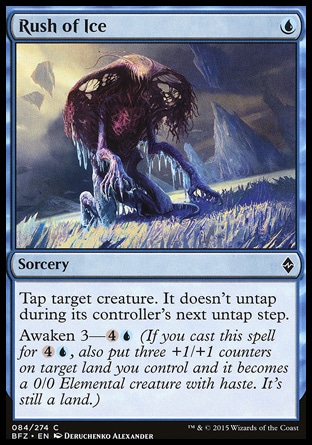 Rush of Ice
Sorcery
Tap target creature. It doesn't untap
during its controller's next untap step.
Awaken 3—4 (If you cast this spell
for 4, also put three +1/+1 counters
on target land you control and it becomes
a 0/0 Elemental creature with haste. It's
still a land.)
084/274 C
BFZ • EN Deruchenko Alexander
™ & © 2015 Wizards of the Coast